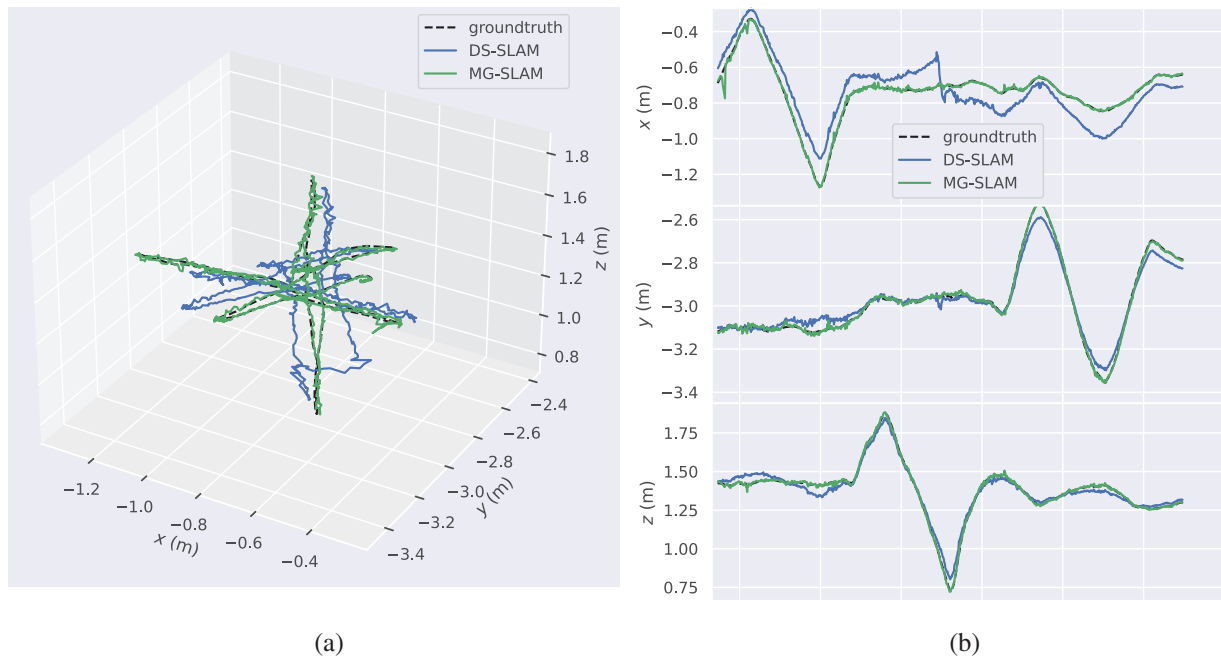 groundtruth
DS-SLAM
MG-SLAM
1.8
1.6
1.4
1.2
1.0
0.8
z (m)
−2.4
−2.6
−2.8
−3.0
−3.2
−3.4
y (m)
−1.2
−1.0
−0.8
−0.6
−0.4
x (m)
(a)
−0.4
−0.6
−0.8
−1.0
−1.2
x (m)
groundtruth
DS-SLAM
MG-SLAM
−2.6
−2.8
−3.0
−3.2
−3.4
y (m)
1.75
1.50
1.25
1.00
0.75
z (m)
(b)